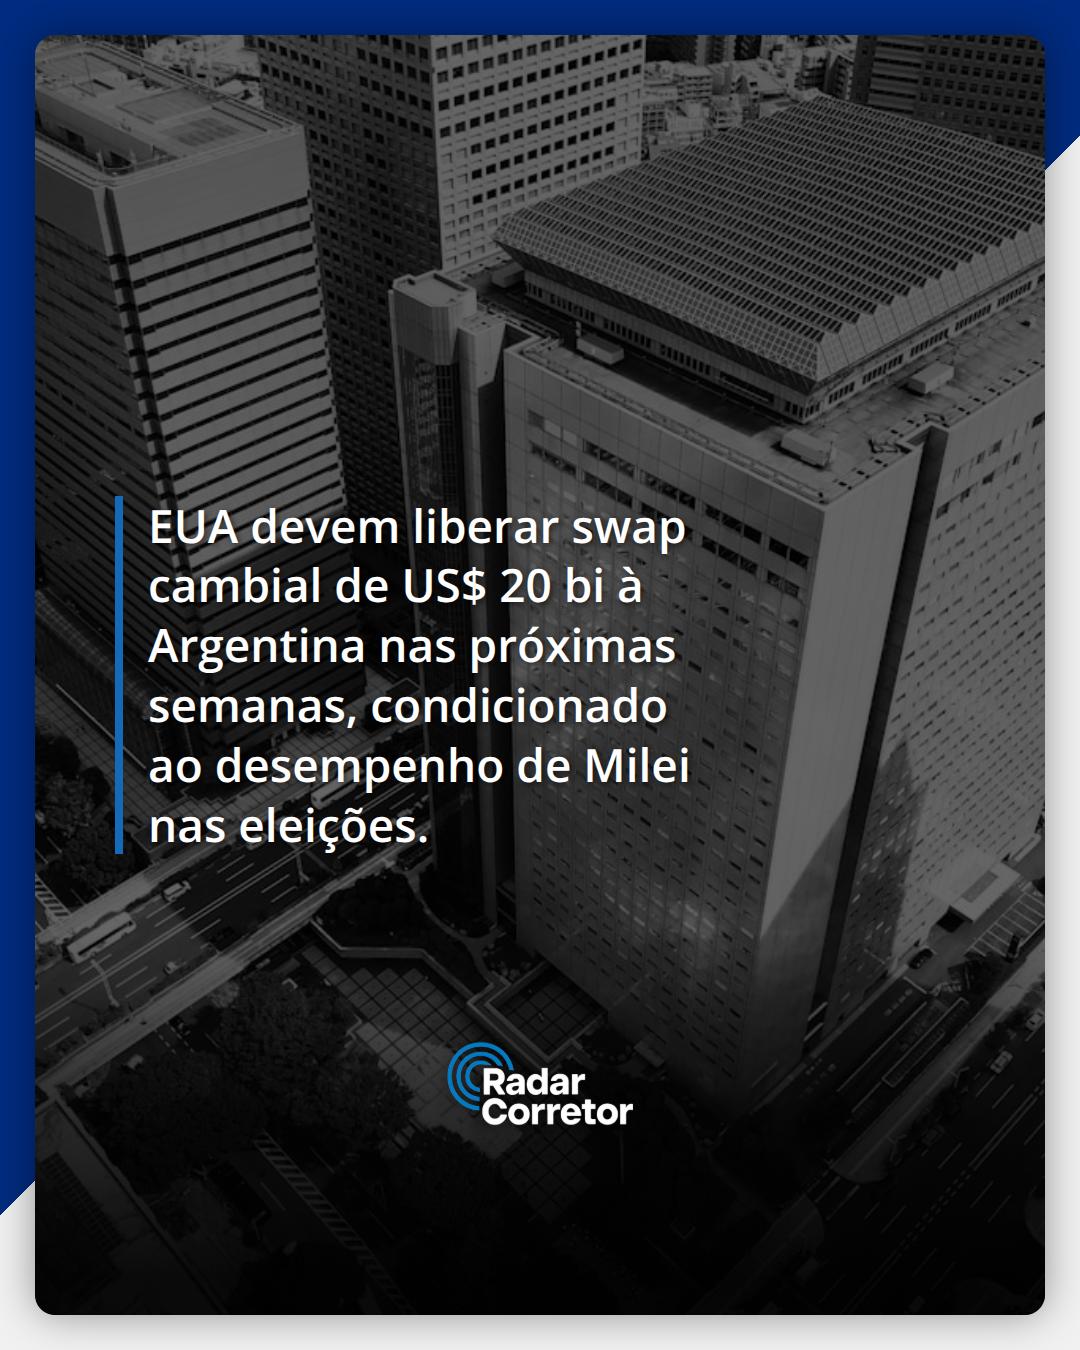 EUA devem liberar swap
cambial de US$ 20 bi à
Argentina nas próximas
semanas, condicionado
ao desempenho de Milei
nas eleições.
Radar
Corretor